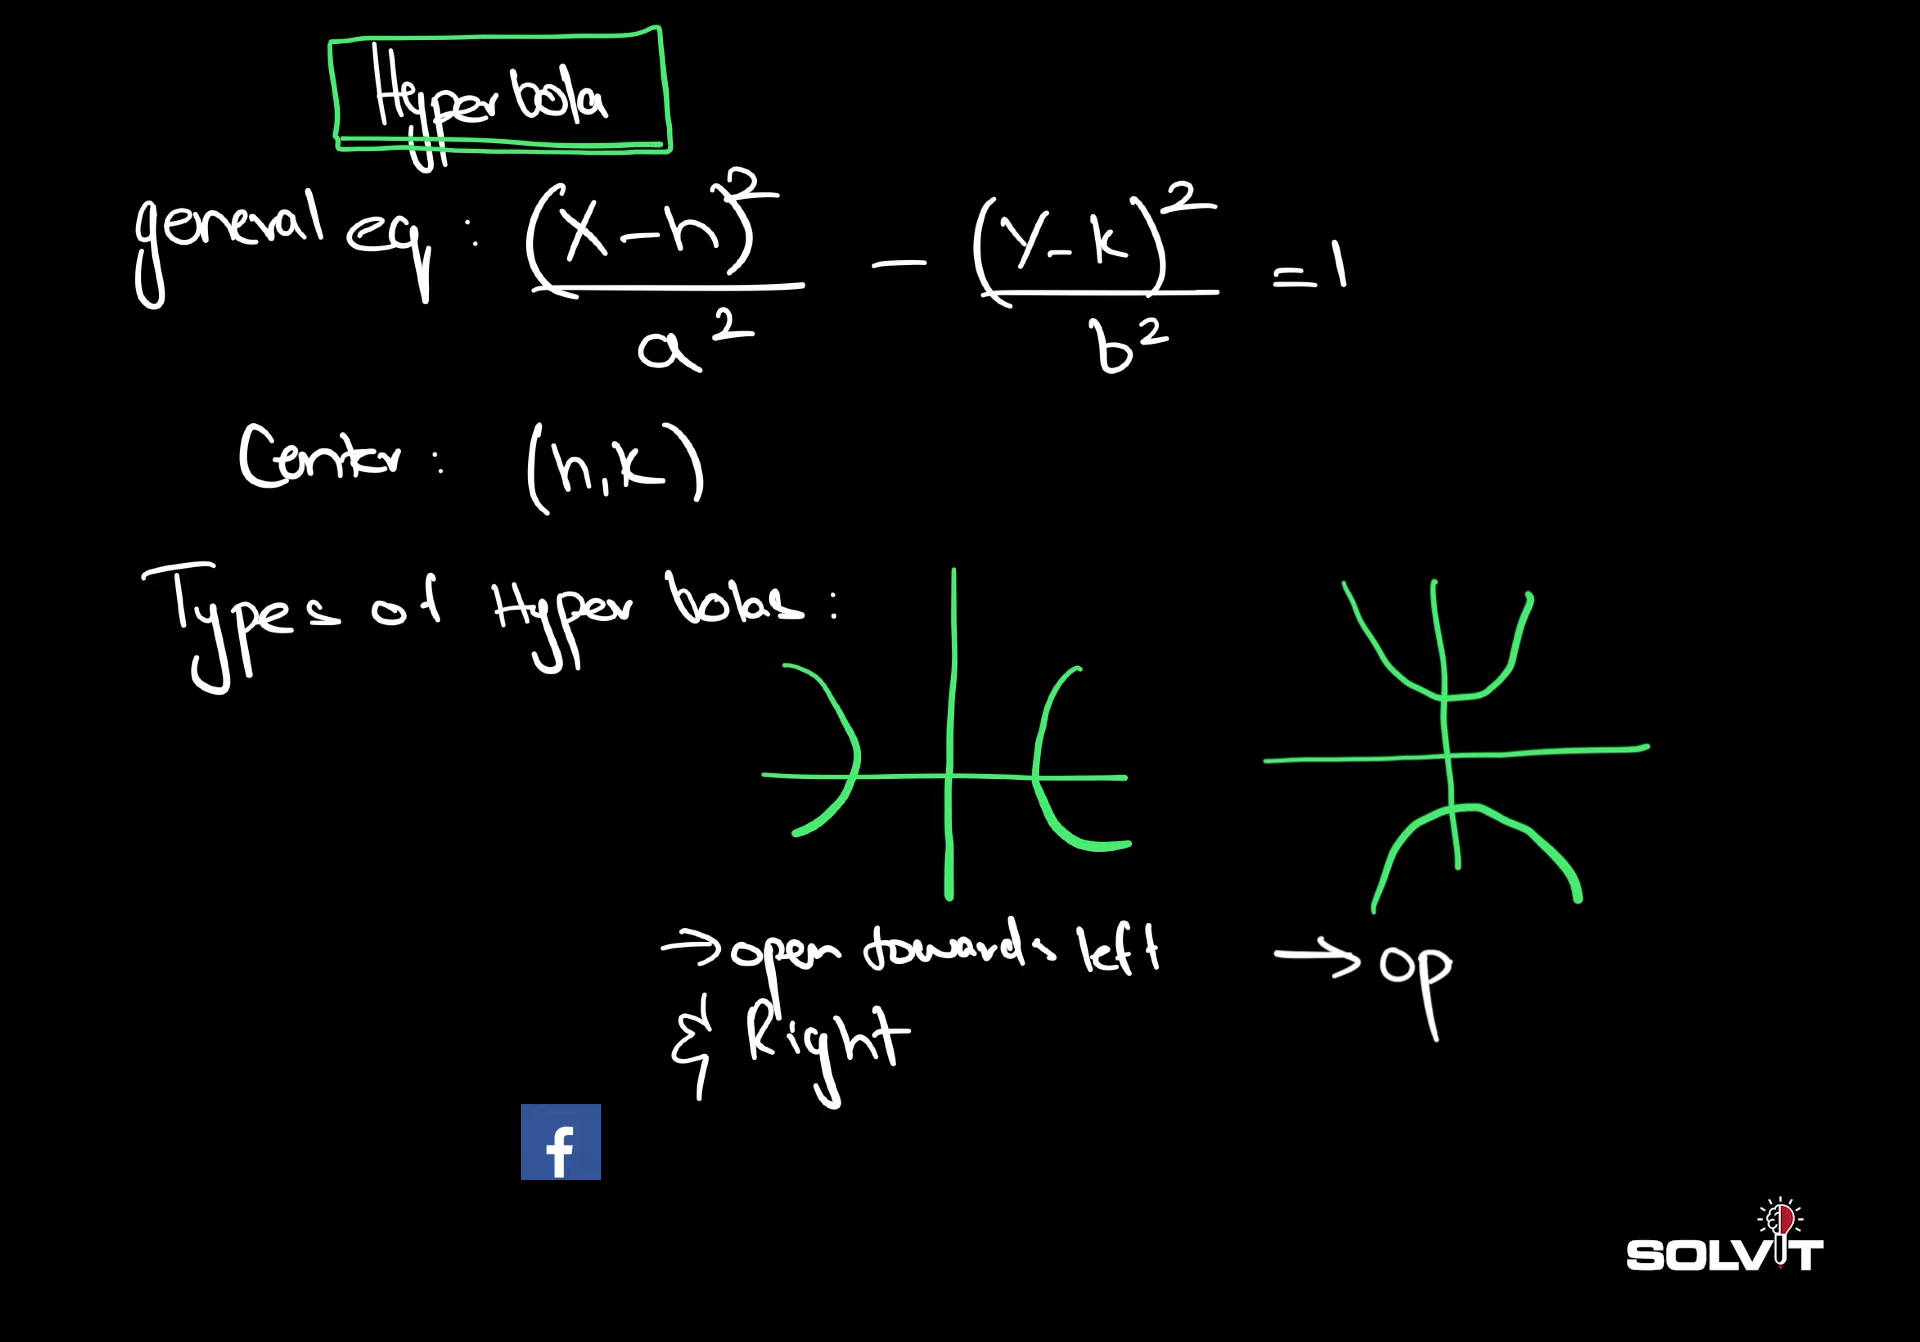 Hyperbola
general eq : (X-h)²/a² - (Y-k)²/b² = 1
Center : (h,k)
Types of Hyperbolas :
→ open towards left
& Right
→ op
f
SOLVIT